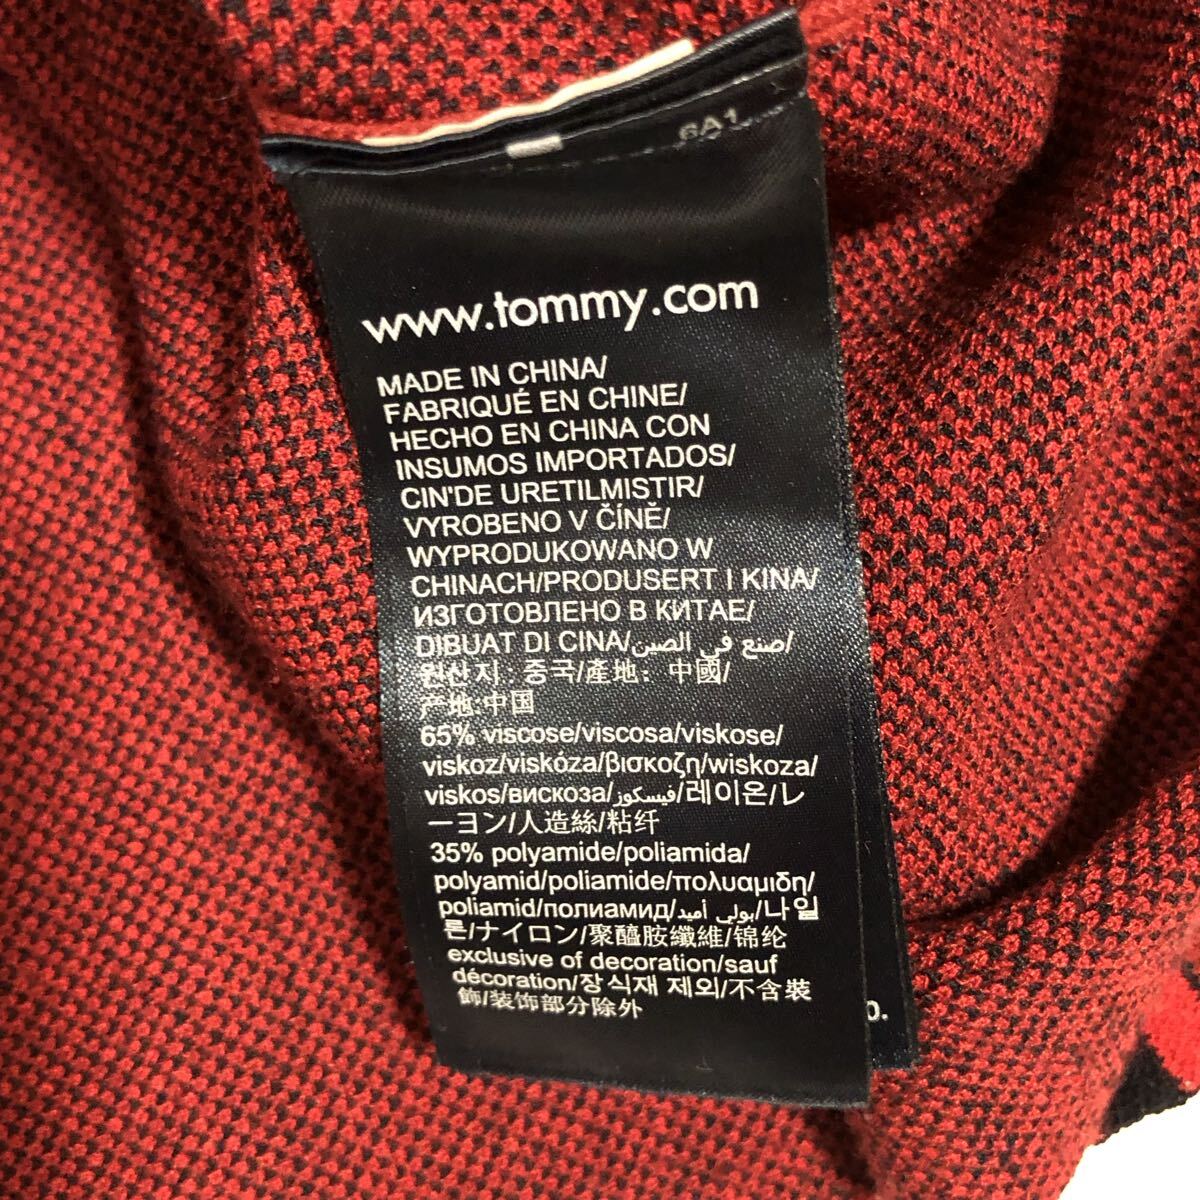 6A1
www.tommy.com
MADE IN CHINA/
FABRIQUÉ EN CHINE/
HECHO EN CHINA CON
INSUMOS IMPORTADOS/
CIN'DE URETILMISTIR/
VYROBENO V ČÍNĚ/
WYPRODUKOWANO W
CHINACH/PRODUSERT I KINA/
ИЗГОТОВЛЕНО В КИТАЕ/
DIBUAT DI CINA/صنع في الصين/
원산지 : 중국/產地: 中國/
产地:中国
65% viscose/viscosa/viskose/
viskoz/viskóza/βισκοζη/wiskoza/
viskos/вискоза/فيسكوز/레이온/レ
ーヨン/人造絲/粘纤
35% polyamide/poliamida/
polyamid/poliamide/πολυαμιδη/
poliamid/полиамид/بولي أميد/나일
론/ナイロン/聚醯胺纖維/锦纶
exclusive of decoration/sauf
décoration/장식재 제외/不含裝
飾/装饰部分除外
o.